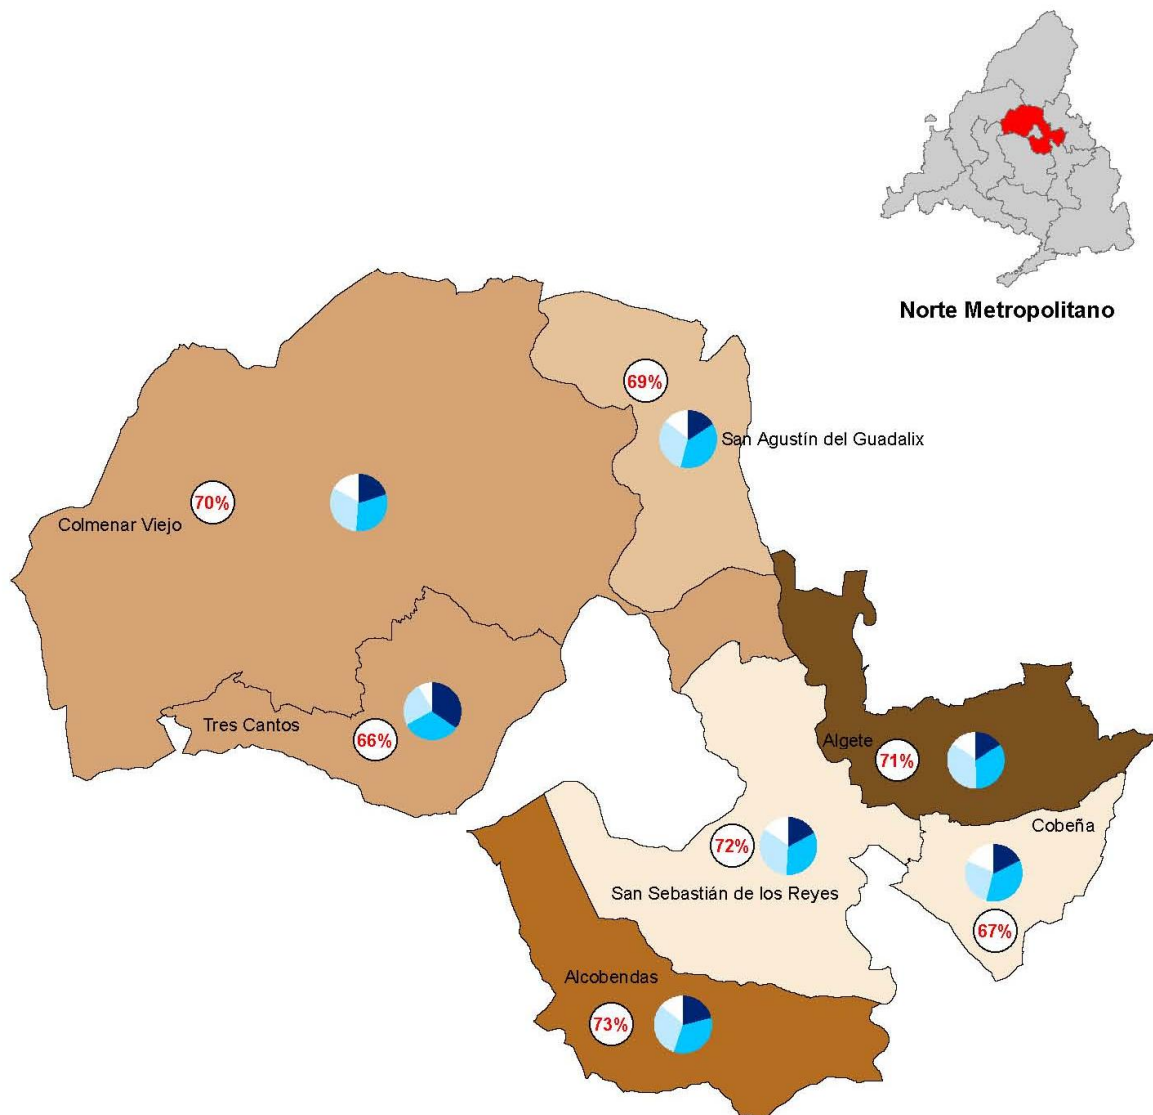 Norte Metropolitano
69%
San Agustín del Guadalix
70%
Colmenar Viejo
Tres Cantos
66%
Algete
71%
Cobeña
72%
San Sebastián de los Reyes
67%
Alcobendas
73%